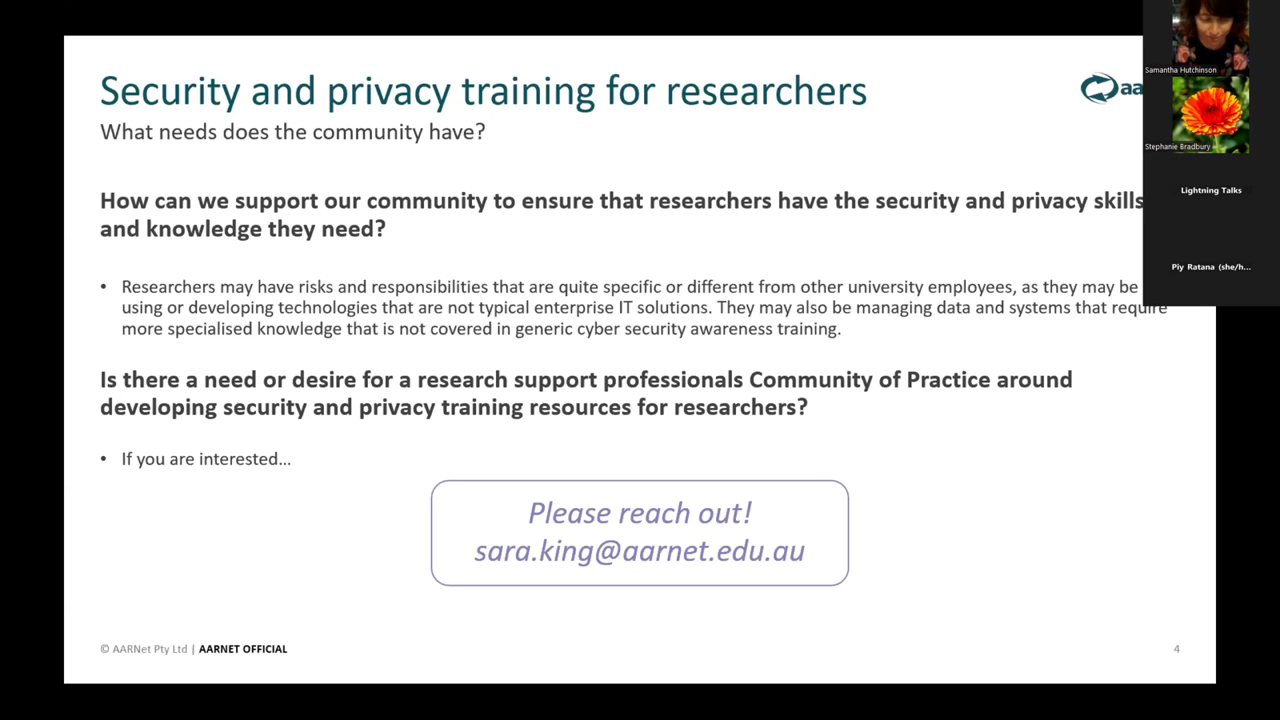 Security and privacy training for researchers
What needs does the community have?
aa
Samantha Hutchinson
Stephanie Bradbury
Lightning Talks
Piy Ratana (she/h...
How can we support our community to ensure that researchers have the security and privacy skills
and knowledge they need?
• Researchers may have risks and responsibilities that are quite specific or different from other university employees, as they may be
using or developing technologies that are not typical enterprise IT solutions. They may also be managing data and systems that require
more specialised knowledge that is not covered in generic cyber security awareness training.
Is there a need or desire for a research support professionals Community of Practice around
developing security and privacy training resources for researchers?
• If you are interested...
Please reach out!
sara.king@aarnet.edu.au
© AARNet Pty Ltd | AARNET OFFICIAL
4